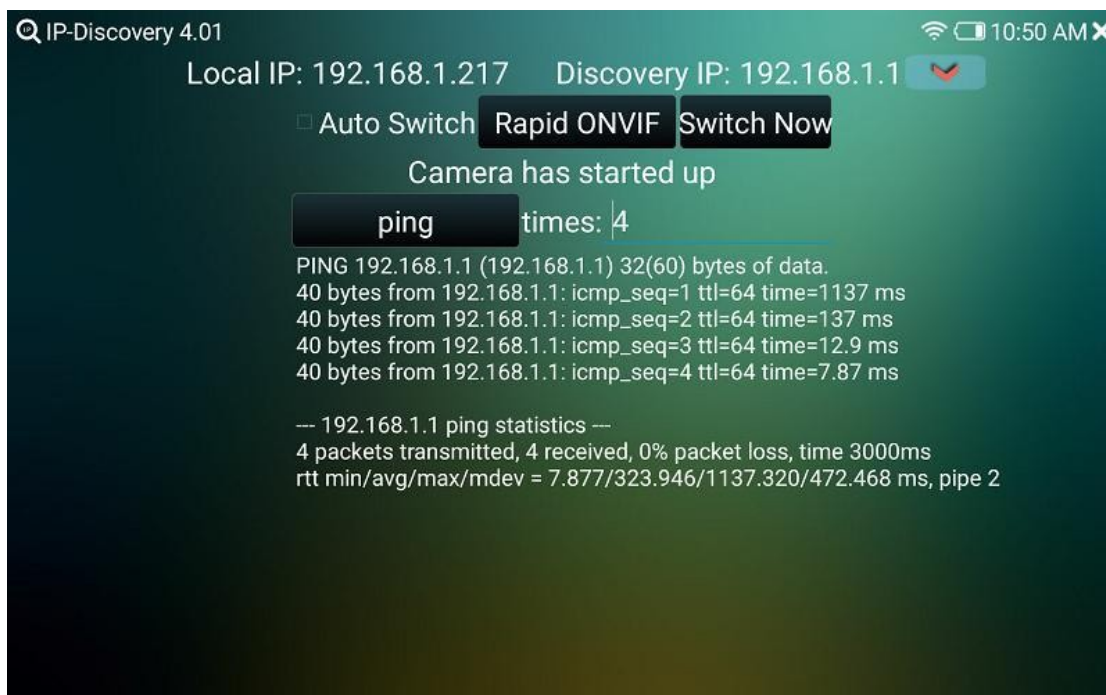 IP-Discovery 4.01 10:50 AM
Local IP: 192.168.1.217 Discovery IP: 192.168.1.1
Auto Switch Rapid ONVIF Switch Now
Camera has started up
ping times: 4
PING 192.168.1.1 (192.168.1.1) 32(60) bytes of data.
40 bytes from 192.168.1.1: icmp_seq=1 ttl=64 time=1137 ms
40 bytes from 192.168.1.1: icmp_seq=2 ttl=64 time=137 ms
40 bytes from 192.168.1.1: icmp_seq=3 ttl=64 time=12.9 ms
40 bytes from 192.168.1.1: icmp_seq=4 ttl=64 time=7.87 ms
--- 192.168.1.1 ping statistics ---
4 packets transmitted, 4 received, 0% packet loss, time 3000ms
rtt min/avg/max/mdev = 7.877/323.946/1137.320/472.468 ms, pipe 2